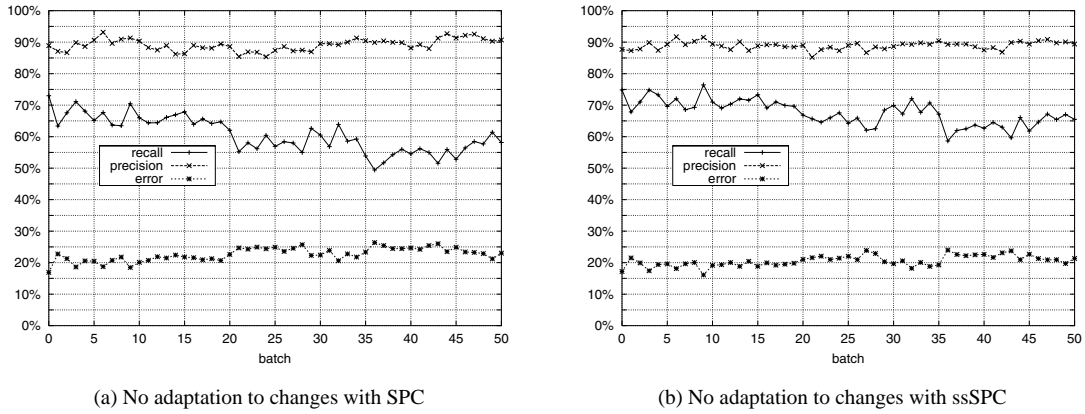 100%
90%
80%
70%
60%
50%
40%
30%
20%
10%
0%
recall
precision
error
0 5 10 15 20 25 30 35 40 45 50
batch
(a) No adaptation to changes with SPC
100%
90%
80%
70%
60%
50%
40%
30%
20%
10%
0%
recall
precision
error
0 5 10 15 20 25 30 35 40 45 50
batch
(b) No adaptation to changes with ssSPC